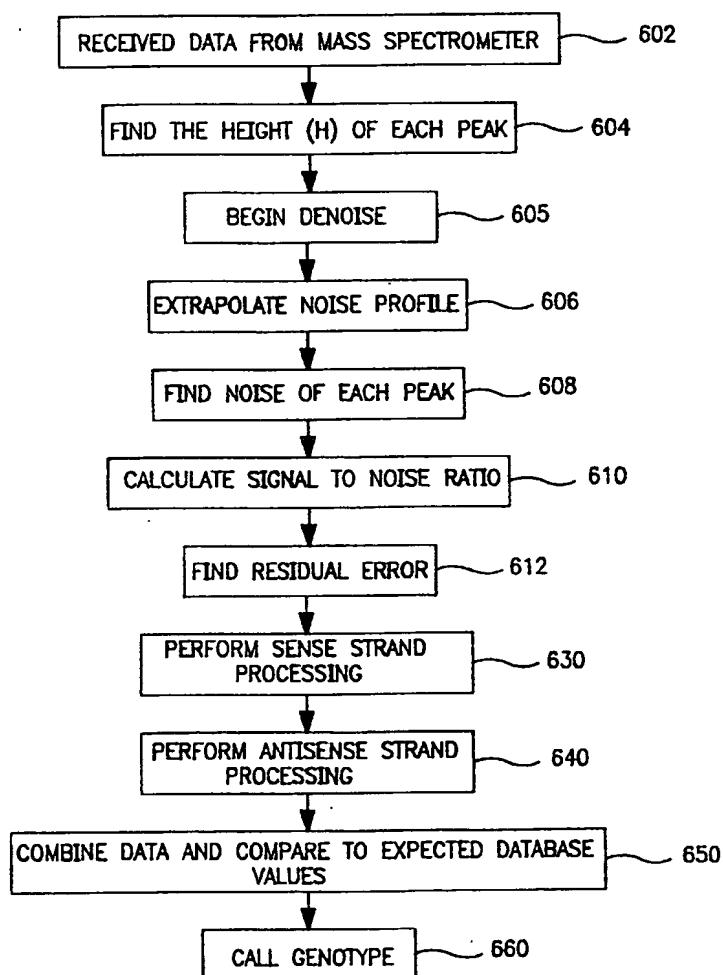 RECEIVED DATA FROM MASS SPECTROMETER 602
FIND THE HEIGHT (H) OF EACH PEAK 604
BEGIN DENOISE 605
EXTRAPOLATE NOISE PROFILE 606
FIND NOISE OF EACH PEAK 608
CALCULATE SIGNAL TO NOISE RATIO 610
FIND RESIDUAL ERROR 612
PERFORM SENSE STRAND
PROCESSING 630
PERFORM ANTISENSE STRAND
PROCESSING 640
COMBINE DATA AND COMPARE TO EXPECTED DATABASE
VALUES 650
CALL GENOTYPE 660